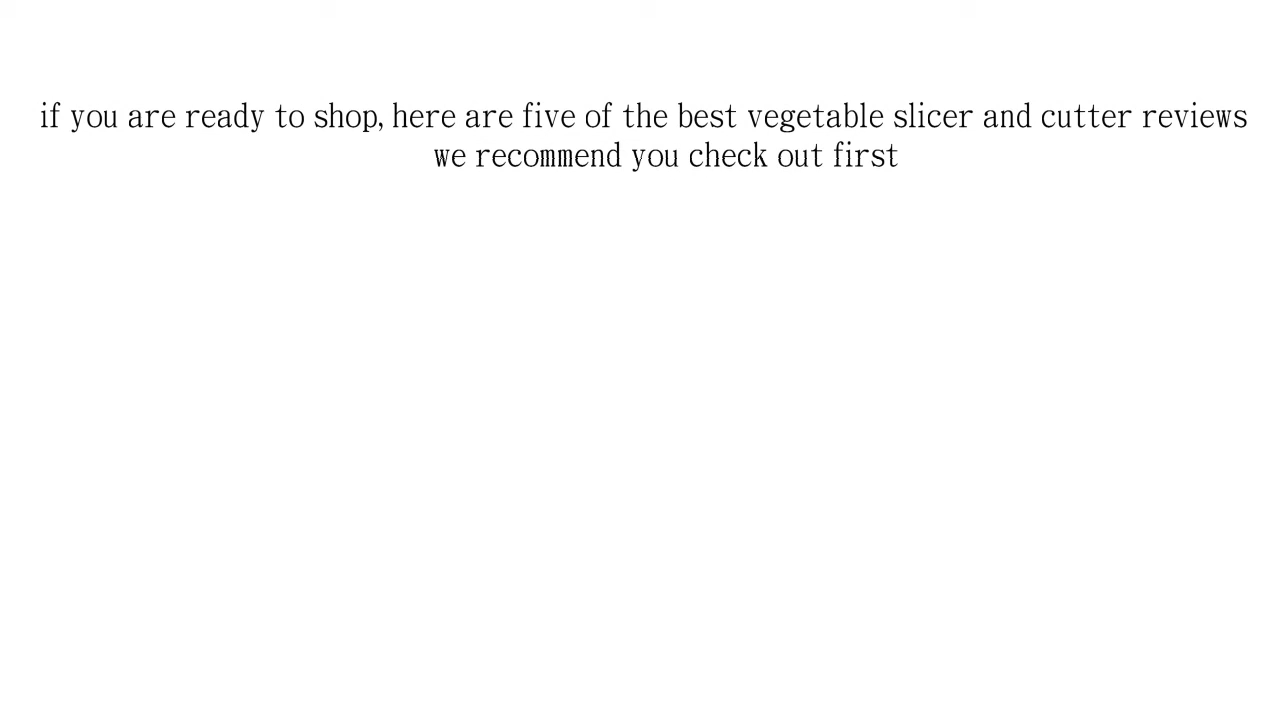 if you are ready to shop, here are five of the best vegetable slicer and cutter reviews
we recommend you check out first